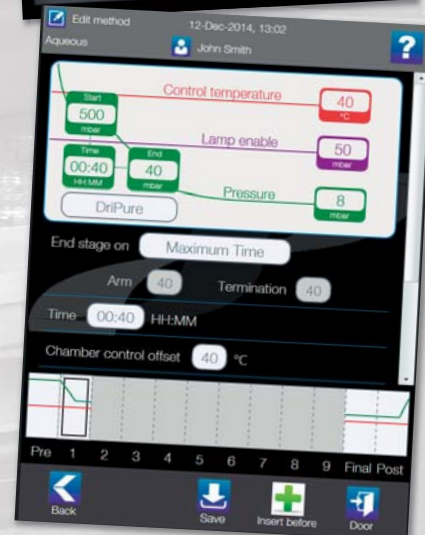 Edit method
12-Dec-2014, 13:02
Aqueous
John Smith
?
Control temperature
40
°C
Start
500
mbar
Lamp enable
50
mbar
Time
00:40
HH:MM
End
40
mbar
Pressure
8
mbar
DriPure
End stage on Maximum Time
Arm 40 Termination 40
Time 00:40 HH:MM
Chamber control offset 40 °C
Pre 1 2 3 4 5 6 7 8 9 Final Post
Back Save Insert before Door